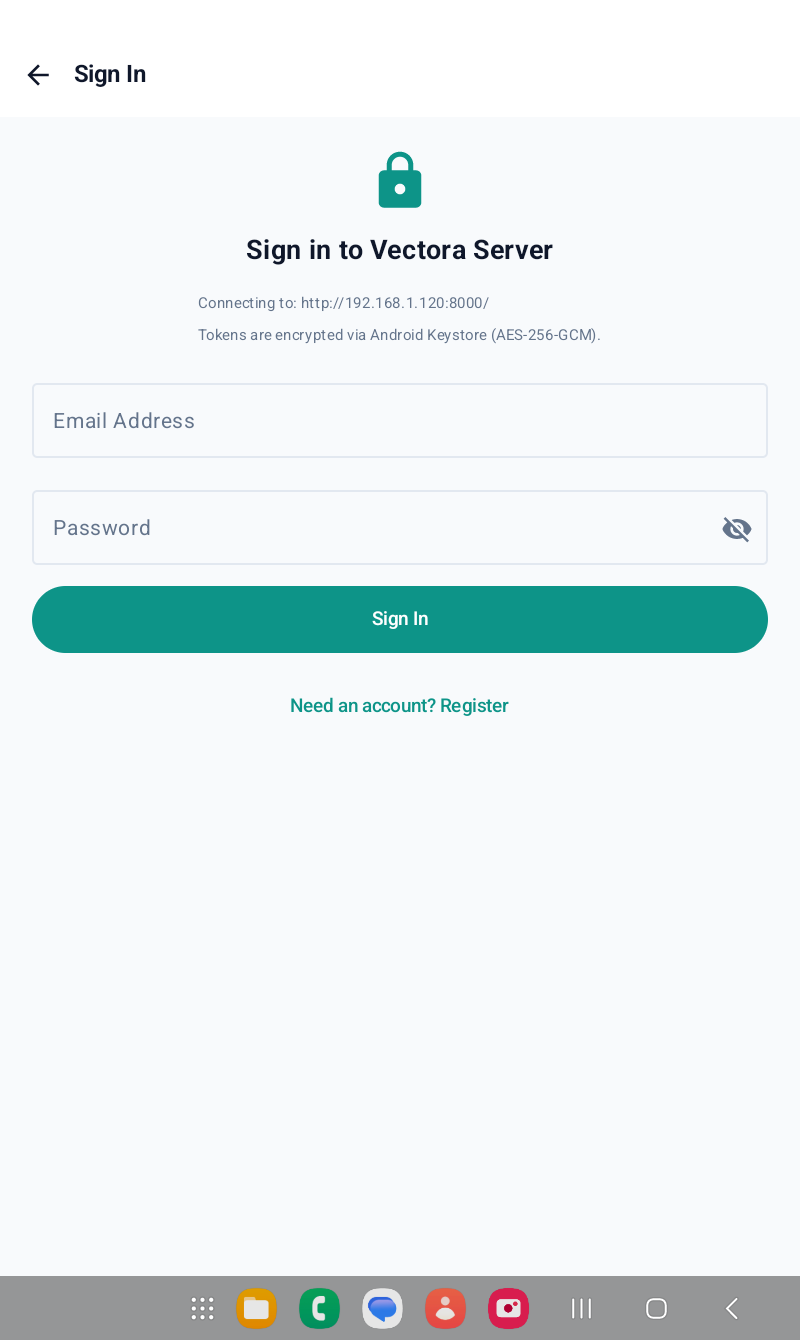 Sign In
Sign in to Vectora Server
Connecting to: http://192.168.1.120:8000/
Tokens are encrypted via Android Keystore (AES-256-GCM).
Email Address
Password
Sign In
Need an account? Register